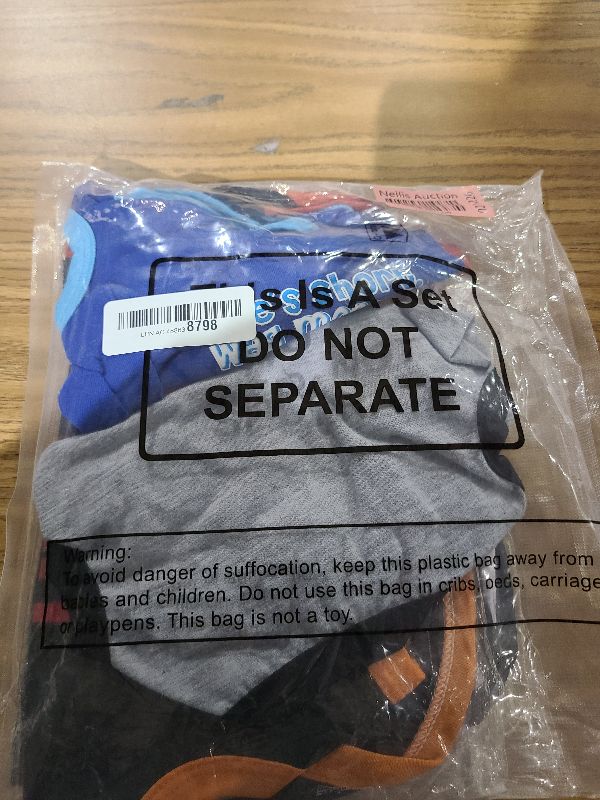 Nellis Auction
This Is A Set
DO NOT
SEPARATE
8798
Warning:
To avoid danger of suffocation, keep this plastic bag away from
babies and children. Do not use this bag in cribs, beds, carriage
or playpens. This bag is not a toy.